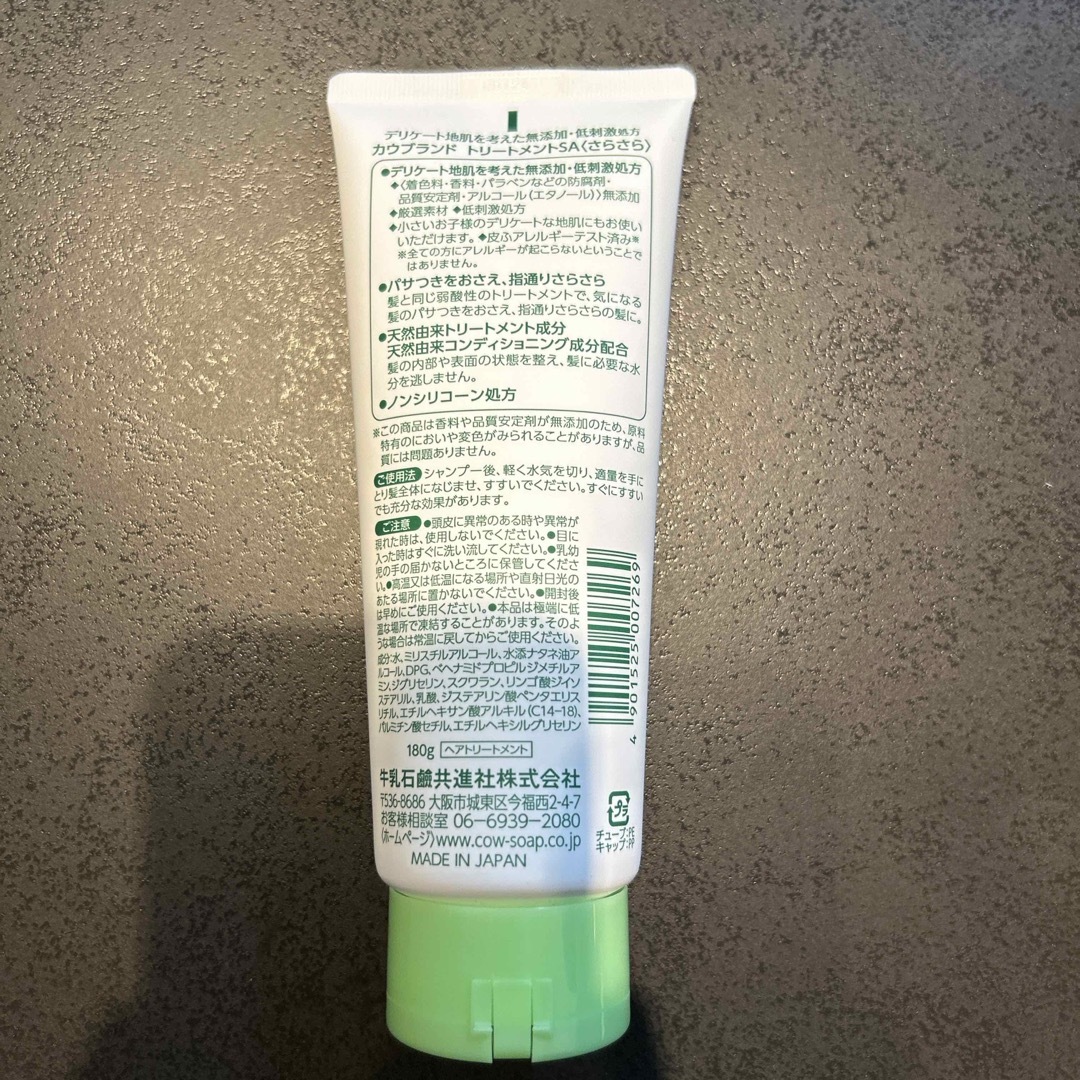 デリケート地肌を考えた無添加・低刺激処方
カウブランド トリートメントSA〈さらさら〉
●デリケート地肌を考えた無添加・低刺激処方
◆〈着色料・香料・パラベンなどの防腐剤・
品質安定剤・アルコール(エタノール)〉無添加
◆厳選素材 ◆低刺激処方
◆小さいお子様のデリケートな地肌にもお使い
いただけます。◆皮ふアレルギーテスト済み※
※全ての方にアレルギーが起こらないということで
はありません。
●パサつきをおさえ、指通りさらさら
髪と同じ弱酸性のトリートメントで、気になる
髪のパサつきをおさえ、指通りさらさらの髪に。
●天然由来トリートメント成分
天然由来コンディショニング成分配合
髪の内部や表面の状態を整え、髪に必要な水
分を逃しません。
●ノンシリコーン処方
※この商品は香料や品質安定剤が無添加のため、原料
特有のにおいや変色がみられることがありますが、品
質には問題ありません。
ご使用法 シャンプー後、軽く水気を切り、適量を手に
とり髪全体になじませ、すすいでください。すぐにすすい
でも充分な効果があります。
ご注意 ●頭皮に異常のある時や異常が
現れた時は、使用しないでください。●目に
入った時はすぐに洗い流してください。●乳幼
児の手の届かないところに保管してくださ
い。●高温又は低温になる場所や直射日光の
あたる場所に置かないでください。●開封後
は早めにご使用ください。●本品は極端に低
温な場所で凍結することがあります。そのよ
うな場合は常温に戻してからご使用ください。
成分:水、ミリスチルアルコール、水添ナタネ油ア
ルコール、DPG、ベヘナミドプロピルジメチルア
ミン、ジグリセリン、スクワラン、リンゴ酸ジイソ
ステアリル、乳酸、ジステアリン酸ペンタエリス
リチル、エチルヘキサン酸アルキル(C14-18)、
パルミチン酸セチル、エチルヘキシルグリセリン
180g ヘアトリートメント
牛乳石鹼共進社株式会社
〒536-8686 大阪市城東区今福西2-4-7
お客様相談室 06-6939-2080
〈ホームページ〉www.cow-soap.co.jp
MADE IN JAPAN
4 901525 007269
プラ
チューブ:PE
キャップ:PP